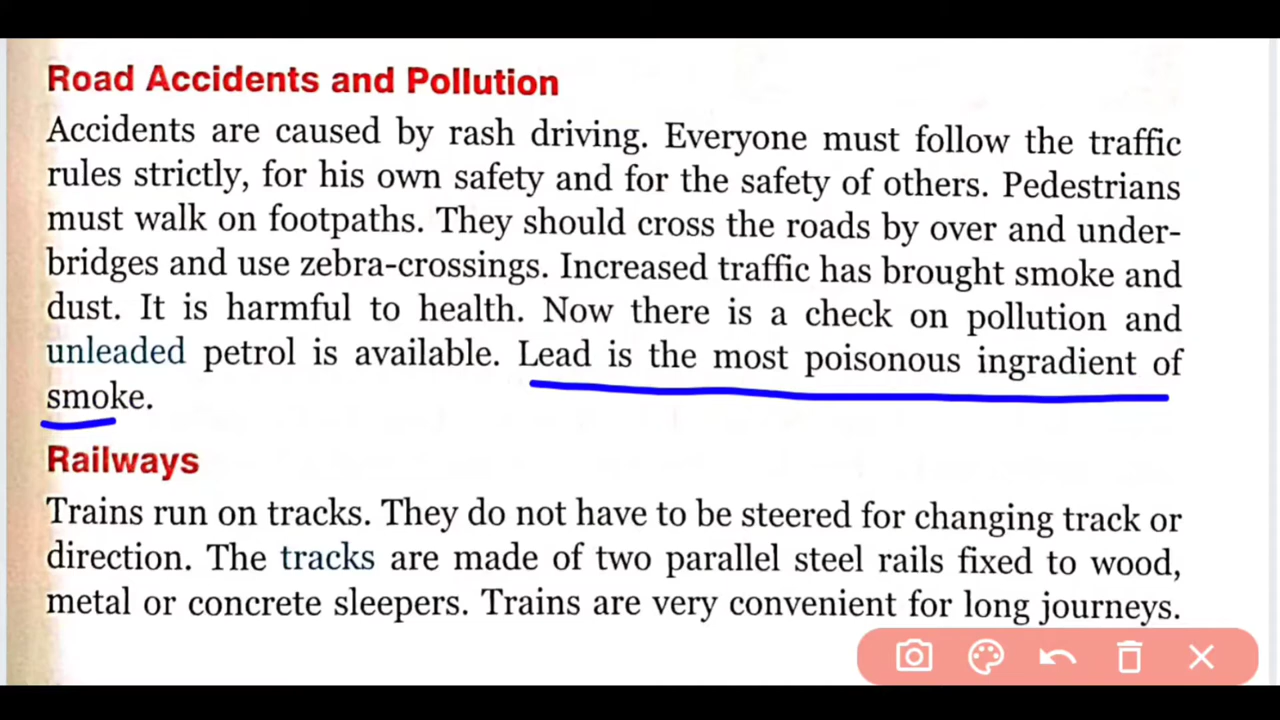 Road Accidents and Pollution
Accidents are caused by rash driving. Everyone must follow the traffic
rules strictly, for his own safety and for the safety of others. Pedestrians
must walk on footpaths. They should cross the roads by over and under-
bridges and use zebra-crossings. Increased traffic has brought smoke and
dust. It is harmful to health. Now there is a check on pollution and
unleaded petrol is available. Lead is the most poisonous ingradient of
smoke.
Railways
Trains run on tracks. They do not have to be steered for changing track or
direction. The tracks are made of two parallel steel rails fixed to wood,
metal or concrete sleepers. Trains are very convenient for long journeys.